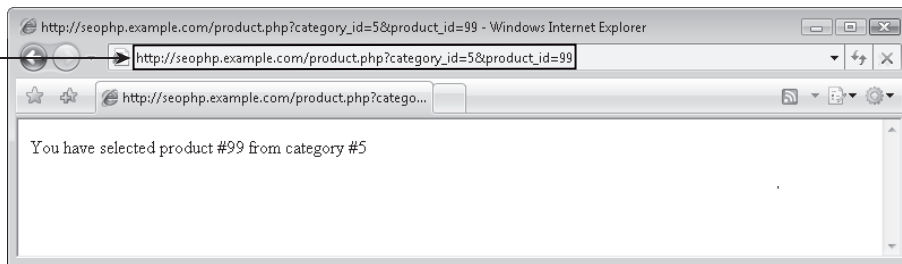 http://seophp.example.com/product.php?category_id=5&product_id=99 - Windows Internet Explorer
http://seophp.example.com/product.php?category_id=5&product_id=99
http://seophp.example.com/product.php?catego...
You have selected product #99 from category #5